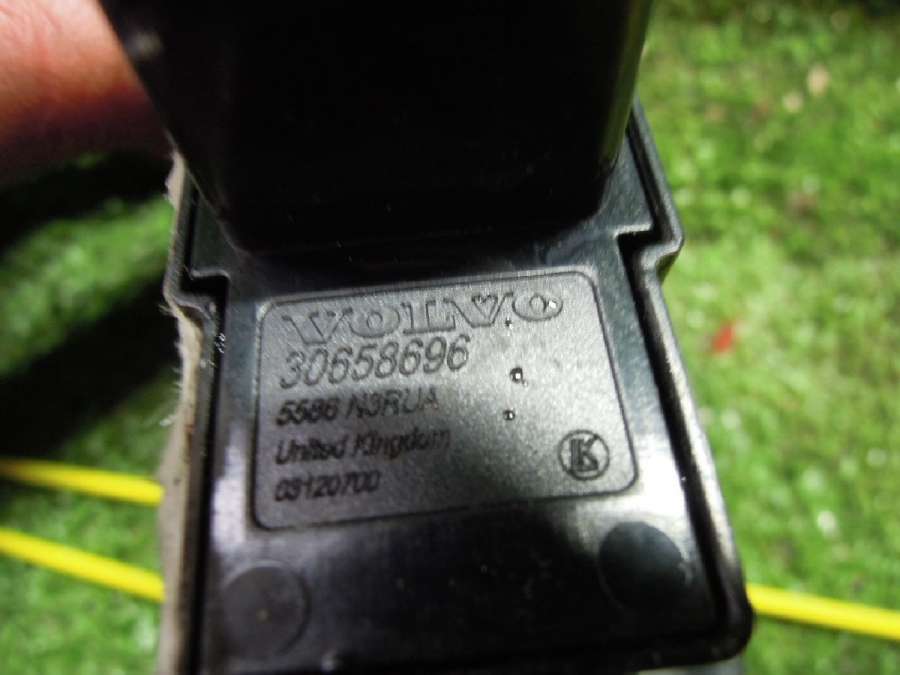 VOLVO
30658696
5586 N3RUA
United Kingdom
03120700
K